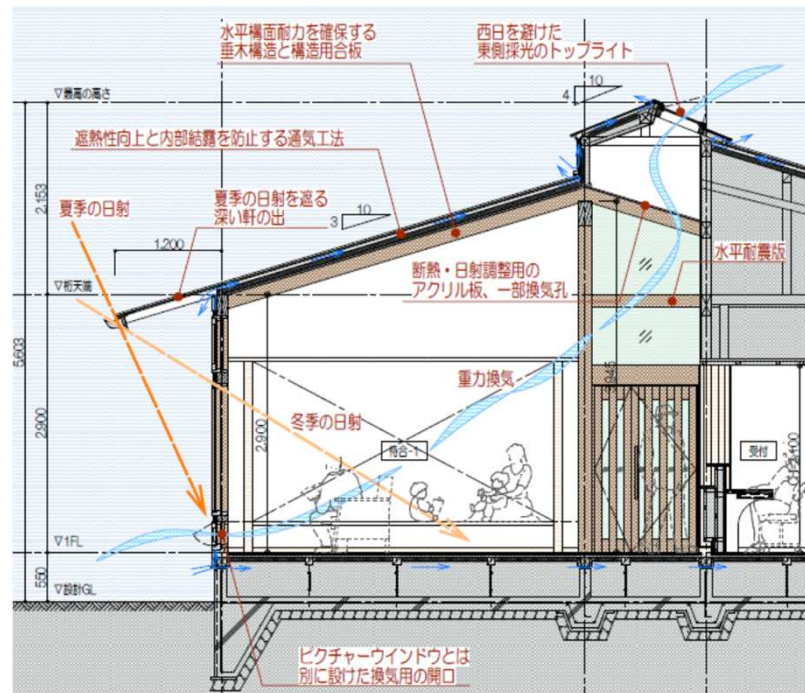 水平構面耐力を確保する
垂木構造と構造用合板
西日を避けた
東側採光のトップライト
10
4
▽最高の高さ
遮熱性向上と内部結露を防止する通気工法
夏季の日射を遮る
深い軒の出
10
3
夏季の日射
1,200
2,153
断熱・日射調整用の
アクリル板、一部換気孔
水平耐震版
▽桁天端
5,603
2,900
2,900
945
重力換気
冬季の日射
待合-1
受付
CH=2,100
▽1FL
550
▽設計GL
ピクチャーウインドウとは
別に設けた換気用の開口